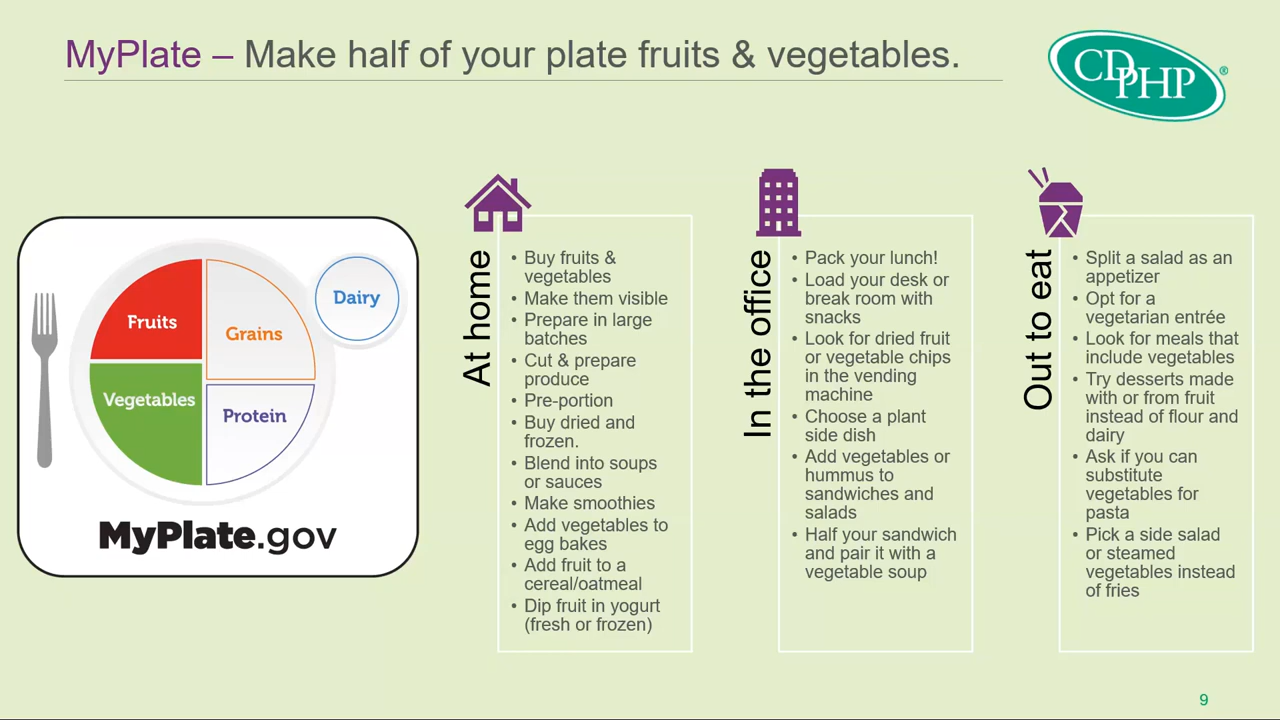 MyPlate – Make half of your plate fruits & vegetables.
CDPHP®
Fruits
Grains
Dairy
Vegetables
Protein
MyPlate.gov
At home
• Buy fruits &
vegetables
• Make them visible
• Prepare in large
batches
• Cut & prepare
produce
• Pre-portion
• Buy dried and
frozen.
• Blend into soups
or sauces
• Make smoothies
• Add vegetables to
egg bakes
• Add fruit to a
cereal/oatmeal
• Dip fruit in yogurt
(fresh or frozen)
In the office
• Pack your lunch!
• Load your desk or
break room with
snacks
• Look for dried fruit
or vegetable chips
in the vending
machine
• Choose a plant
side dish
• Add vegetables or
hummus to
sandwiches and
salads
• Half your sandwich
and pair it with a
vegetable soup
Out to eat
• Split a salad as an
appetizer
• Opt for a
vegetarian entrée
• Look for meals that
include vegetables
• Try desserts made
with or from fruit
instead of flour and
dairy
• Ask if you can
substitute
vegetables for
pasta
• Pick a side salad
or steamed
vegetables instead
of fries
9